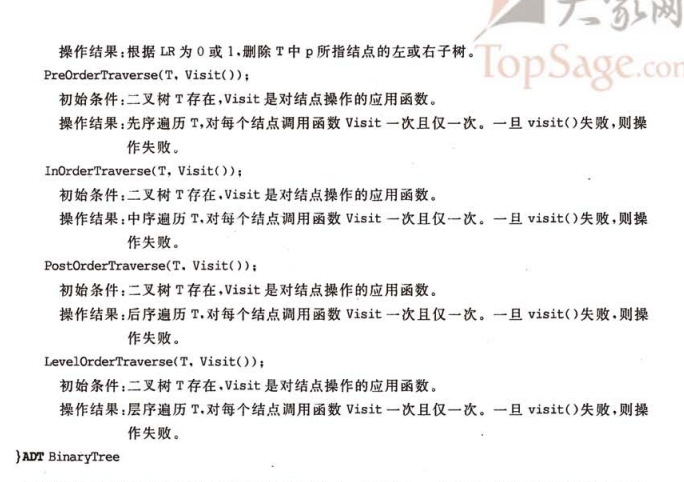 大家网
TopSage.com
操作结果:根据 LR 为 0 或 1,删除 T 中 p 所指结点的左或右子树。
PreOrderTraverse(T, Visit());
初始条件:二叉树 T 存在,Visit 是对结点操作的应用函数。
操作结果:先序遍历 T,对每个结点调用函数 Visit 一次且仅一次。一旦 visit()失败,则操
作失败。
InOrderTraverse(T, Visit());
初始条件:二叉树 T 存在,Visit 是对结点操作的应用函数。
操作结果:中序遍历 T,对每个结点调用函数 Visit 一次且仅一次。一旦 visit()失败,则操
作失败。
PostOrderTraverse(T, Visit());
初始条件:二叉树 T 存在,Visit 是对结点操作的应用函数。
操作结果:后序遍历 T,对每个结点调用函数 Visit 一次且仅一次。一旦 visit()失败,则操
作失败。
LevelOrderTraverse(T, Visit());
初始条件:二叉树 T 存在,Visit 是对结点操作的应用函数。
操作结果:层序遍历 T,对每个结点调用函数 Visit 一次且仅一次。一旦 visit()失败,则操
作失败。
}ADT BinaryTree